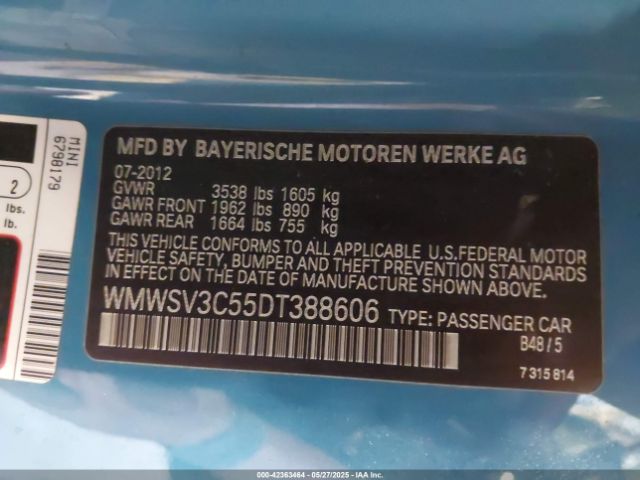 MINI
6798179
2
lbs.
lb.
MFD BY BAYERISCHE MOTOREN WERKE AG
07-2012
GVWR 3538 lbs 1605 kg
GAWR FRONT 1962 lbs 890 kg
GAWR REAR 1664 lbs 755 kg
THIS VEHICLE CONFORMS TO ALL APPLICABLE U.S.FEDERAL MOTOR
VEHICLE SAFETY, BUMPER AND THEFT PREVENTION STANDARDS
IN EFFECT ON THE DATE OF MANUFACTURE SHOWN ABOVE.
WMWSV3C55DT388606 TYPE: PASSENGER CAR
B48 / 5
7 315 814
000-42363464 - 05/27/2025 - IAAI COPYRIGHT